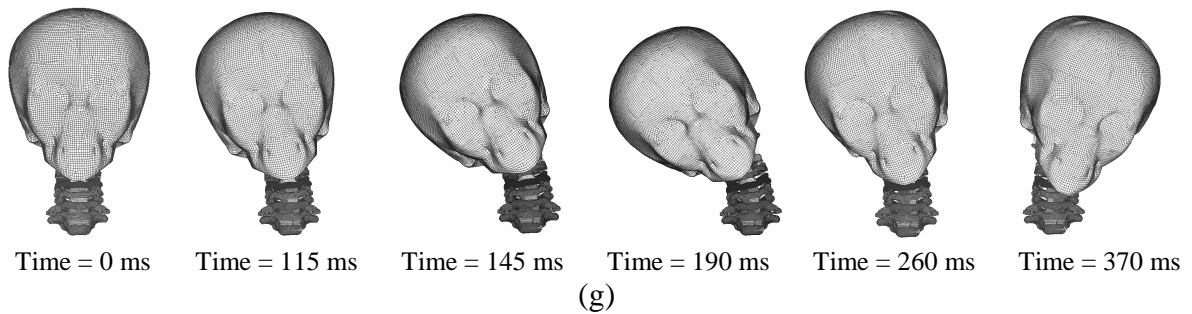 Time = 0 ms Time = 115 ms Time = 145 ms Time = 190 ms Time = 260 ms Time = 370 ms
(g)